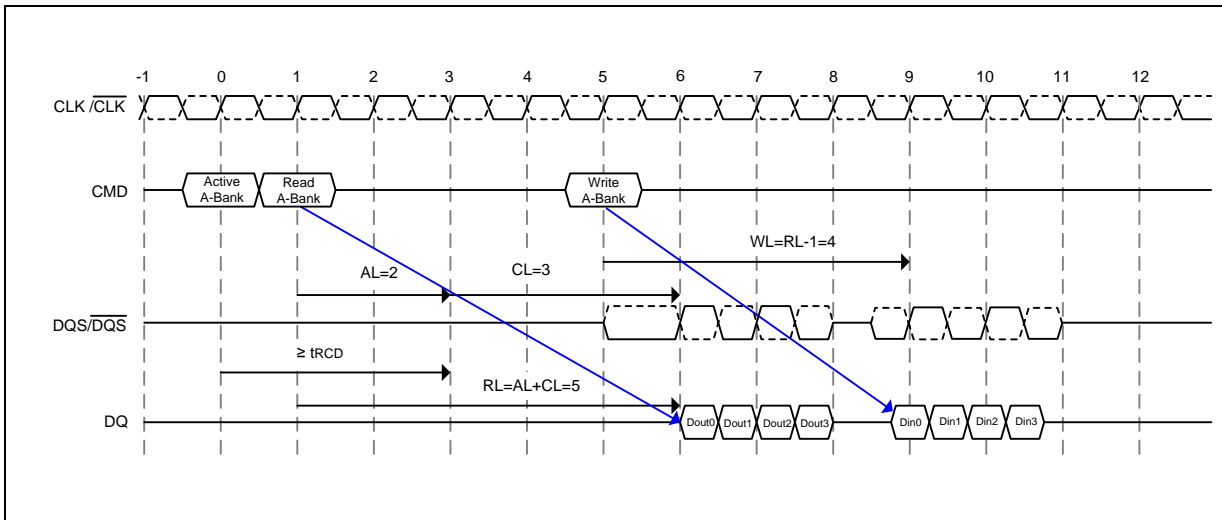 -1 0 1 2 3 4 5 6 7 8 9 10 11 12
CLK /CLK
Active
A-Bank
Read
A-Bank
Write
A-Bank
CMD
WL=RL-1=4
AL=2
CL=3
DQS/DQS
≥ tRCD
RL=AL+CL=5
DQ
Dout0 Dout1 Dout2 Dout3
Din0 Din1 Din2 Din3